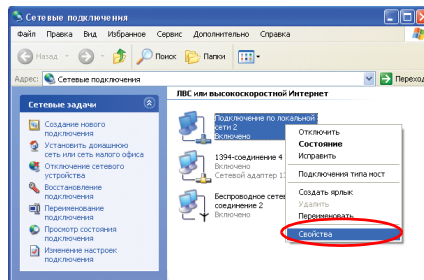 Сетевые подключения
Файл Правка Вид Избранное Сервис Дополнительно Справка
Назад Поиск Папки
Адрес: Сетевые подключения Переход
Сетевые задачи
Создание нового
подключения
Установить домашнюю
сеть или сеть малого офиса
Отключение сетевого
устройства
Восстановление
подключения
Переименование
подключения
Просмотр состояния
подключения
Изменение настроек
подключения
ЛВС или высокоскоростной Интернет
Подключение по локальной
сети 2
Включено
1394-соединение 4
Включено
Сетевой адаптер 13
Беспроводное сетев
соединение 2
Включено
Отключить
Состояние
Исправить
Подключения типа мост
Создать ярлык
Удалить
Переименовать
Свойства